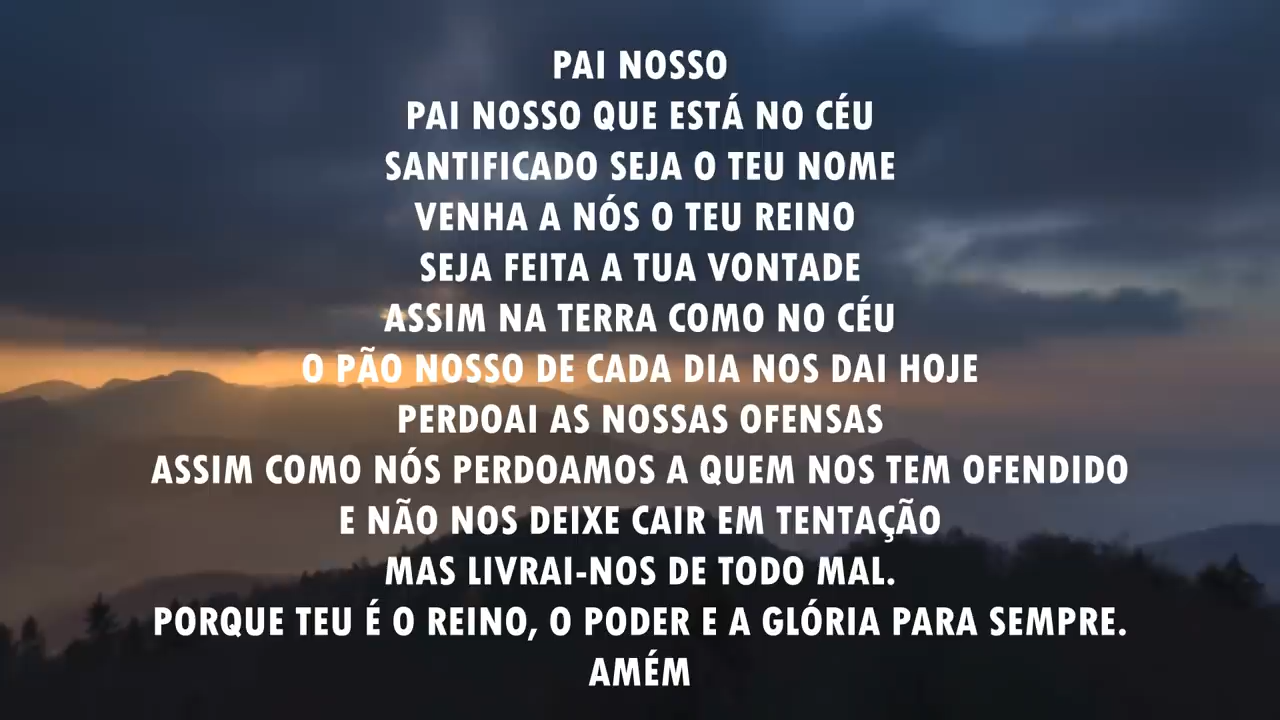 PAI NOSSO
PAI NOSSO QUE ESTÁ NO CÉU
SANTIFICADO SEJA O TEU NOME
VENHA A NÓS O TEU REINO
SEJA FEITA A TUA VONTADE
ASSIM NA TERRA COMO NO CÉU
O PÃO NOSSO DE CADA DIA NOS DAI HOJE
PERDOAI AS NOSSAS OFENSAS
ASSIM COMO NÓS PERDOAMOS A QUEM NOS TEM OFENDIDO
E NÃO NOS DEIXE CAIR EM TENTAÇÃO
MAS LIVRAI-NOS DE TODO MAL.
PORQUE TEU É O REINO, O PODER E A GLÓRIA PARA SEMPRE.
AMÉM